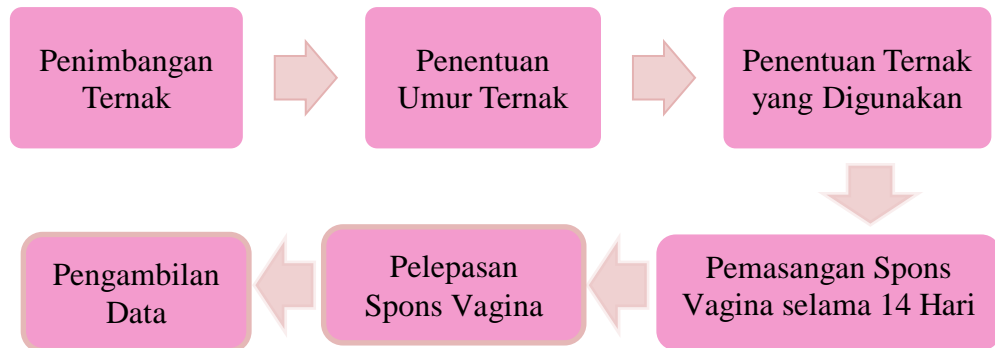 Penimbangan
Ternak
Penentuan
Umur Ternak
Penentuan Ternak
yang Digunakan
Pemasangan Spons
Vagina selama 14 Hari
Pelepasan
Spons Vagina
Pengambilan
Data